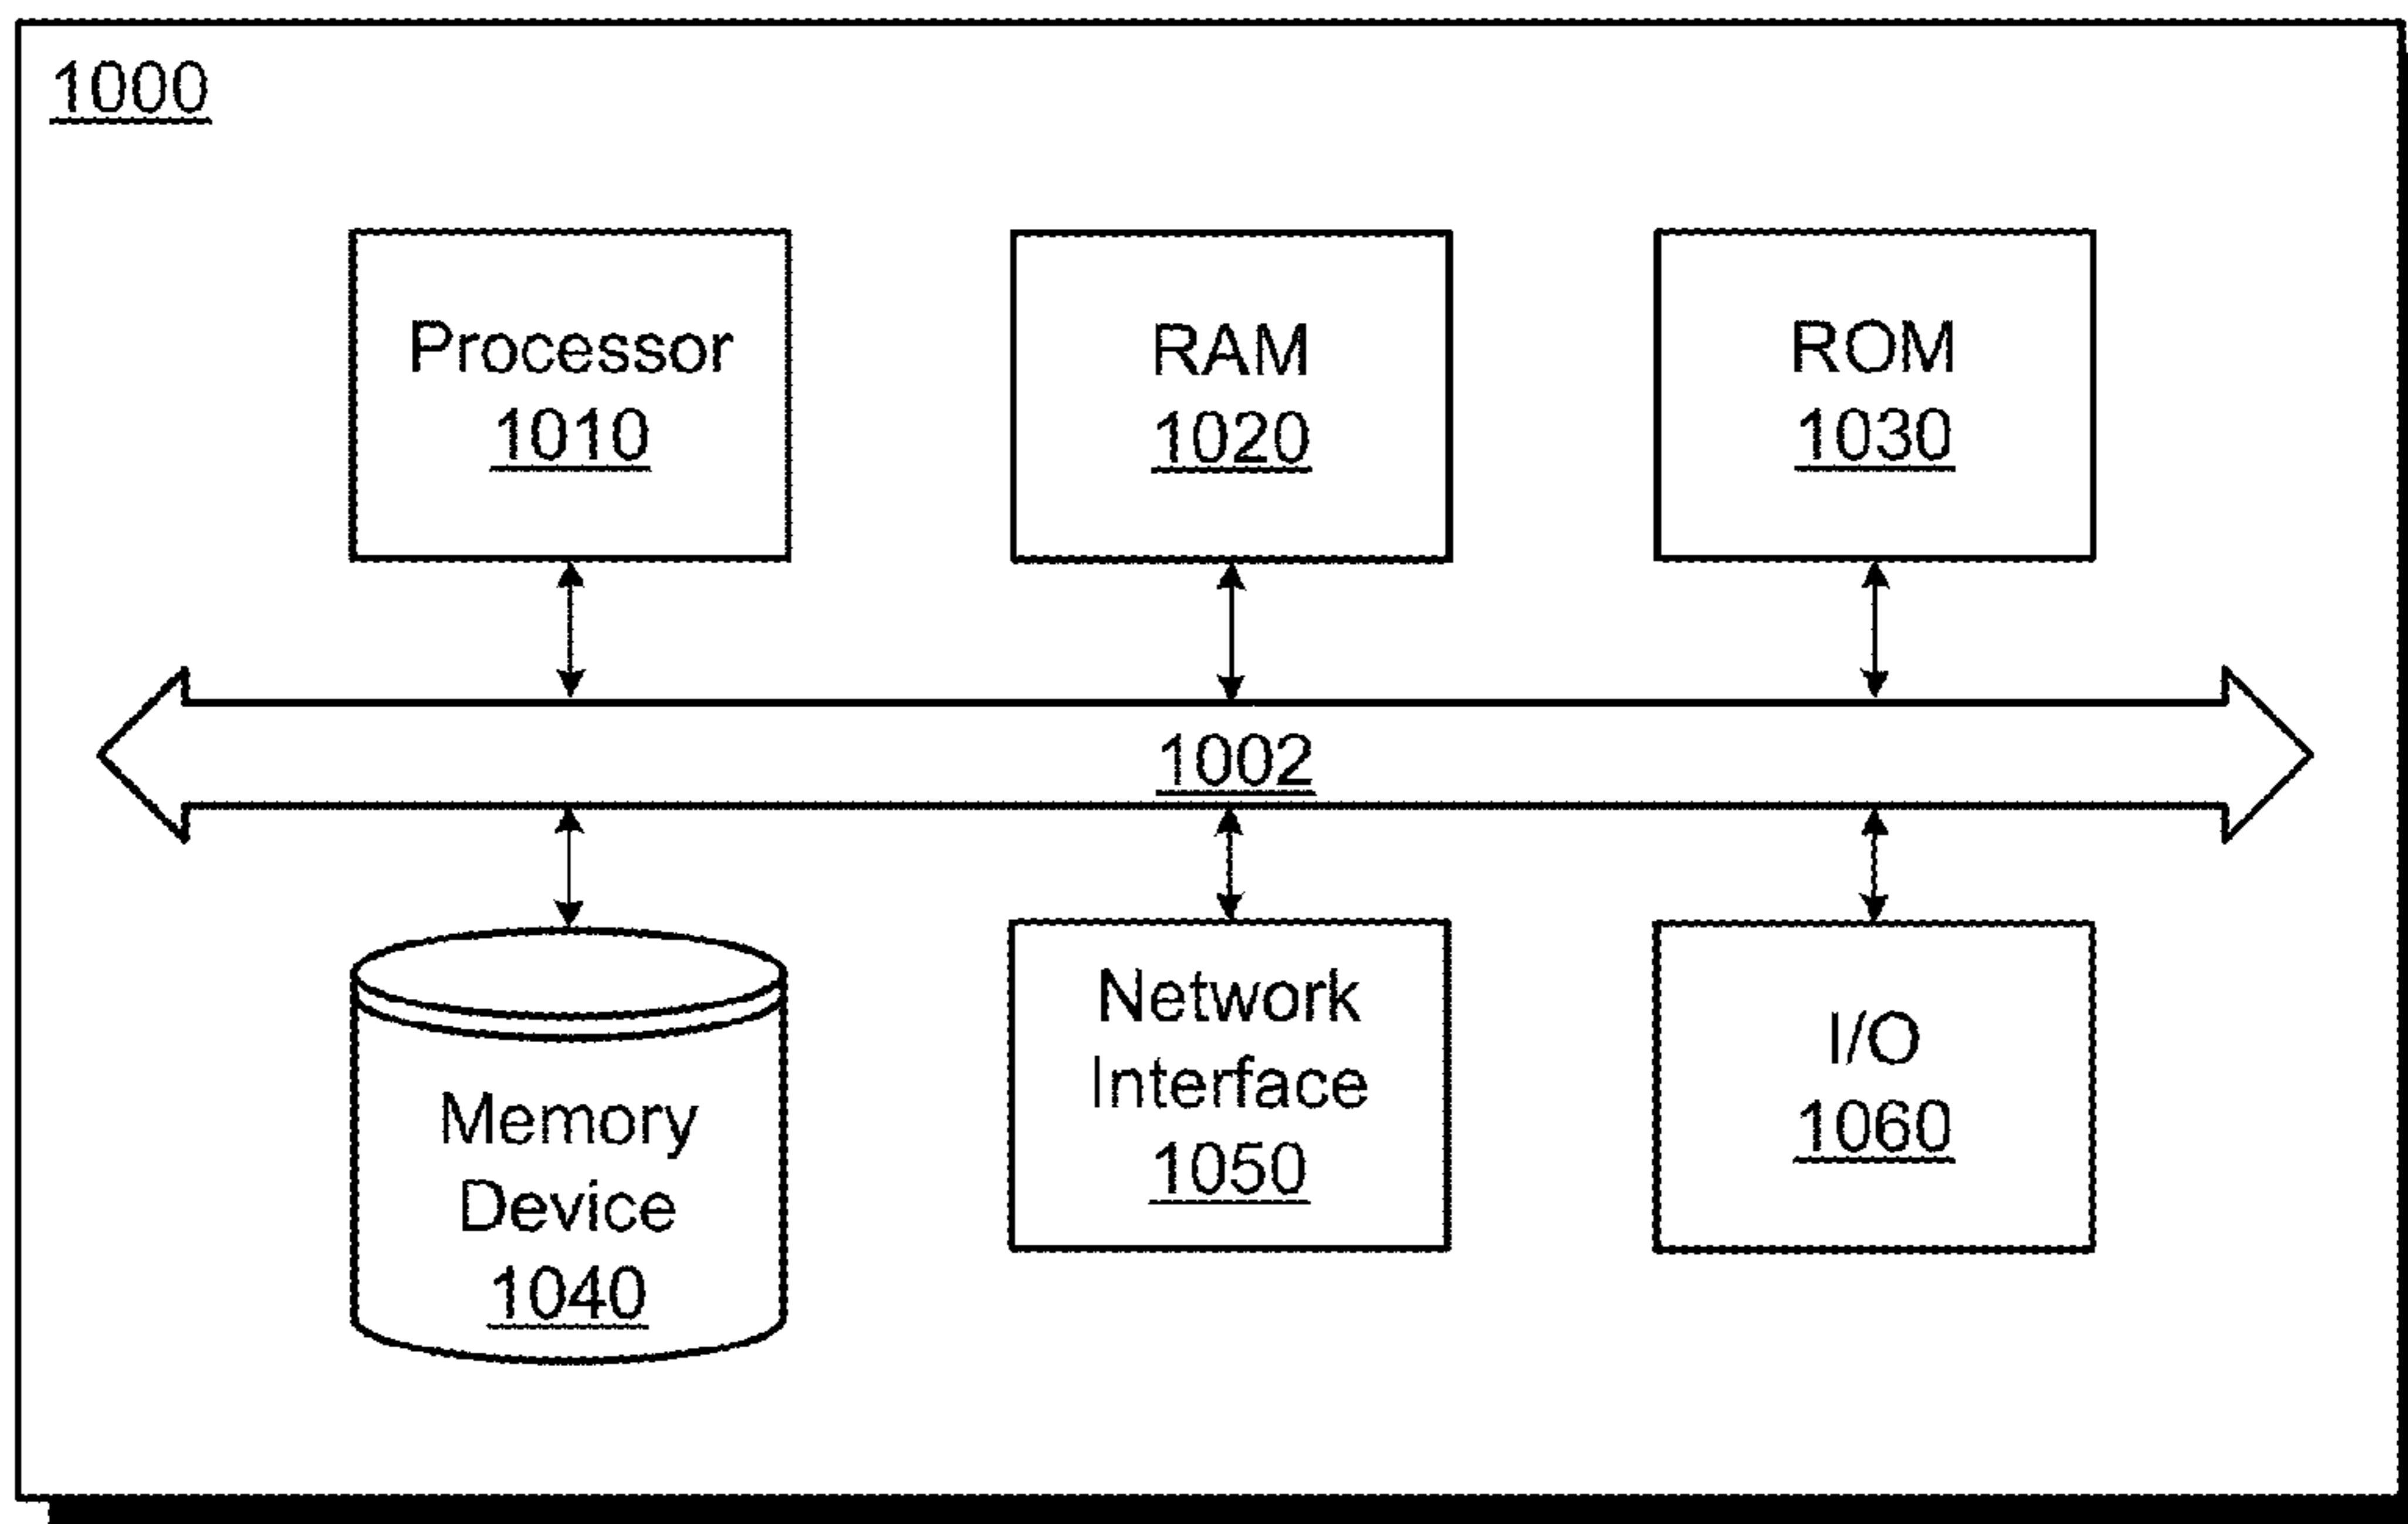 1000
Processor
1010
RAM
1020
ROM
1030
1002
Memory
Device
1040
Network
Interface
1050
I/O
1060